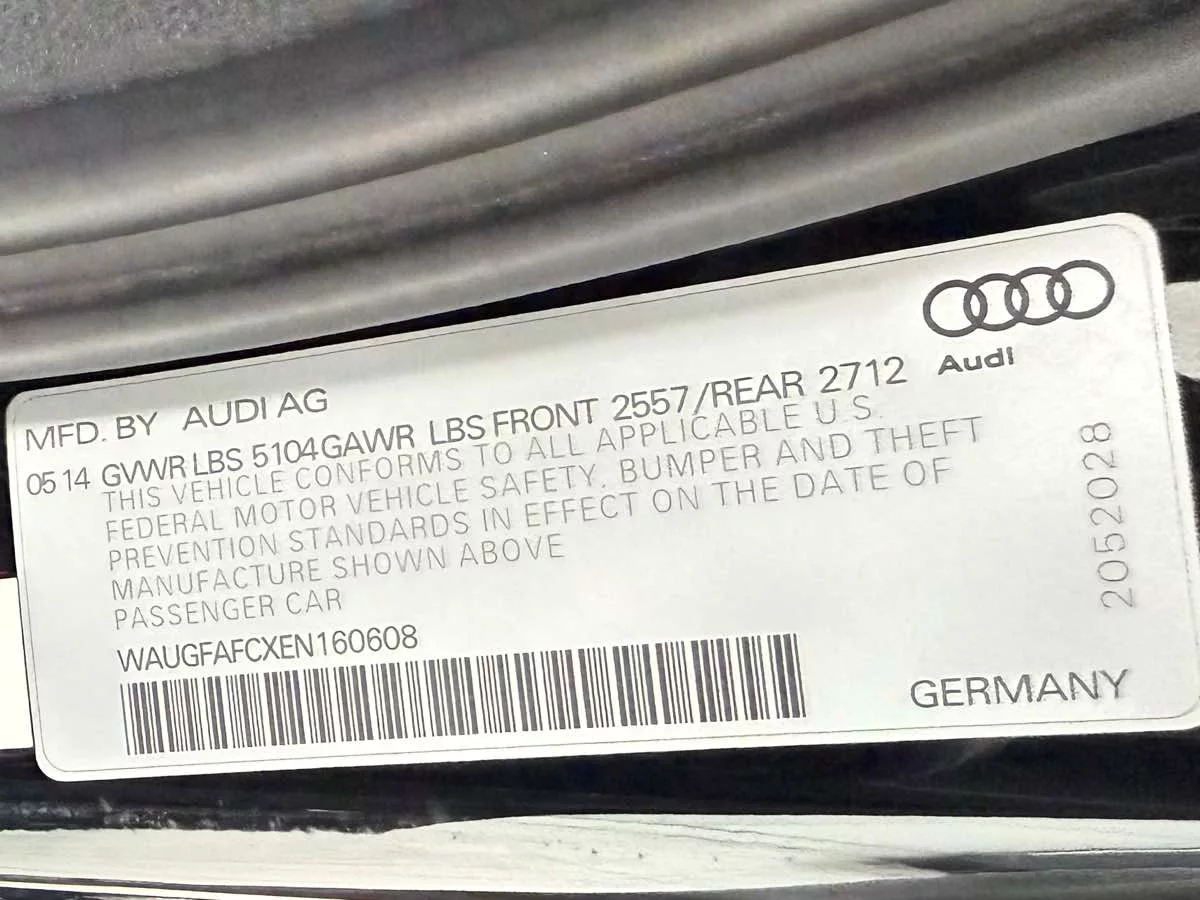 Audi
MFD. BY AUDI AG
05 14 GVWR LBS 5104 GAWR LBS FRONT 2557/REAR 2712
THIS VEHICLE CONFORMS TO ALL APPLICABLE U.S.
FEDERAL MOTOR VEHICLE SAFETY, BUMPER AND THEFT
PREVENTION STANDARDS IN EFFECT ON THE DATE OF
MANUFACTURE SHOWN ABOVE
PASSENGER CAR
WAUGFAFCXEN160608
GERMANY
2052028